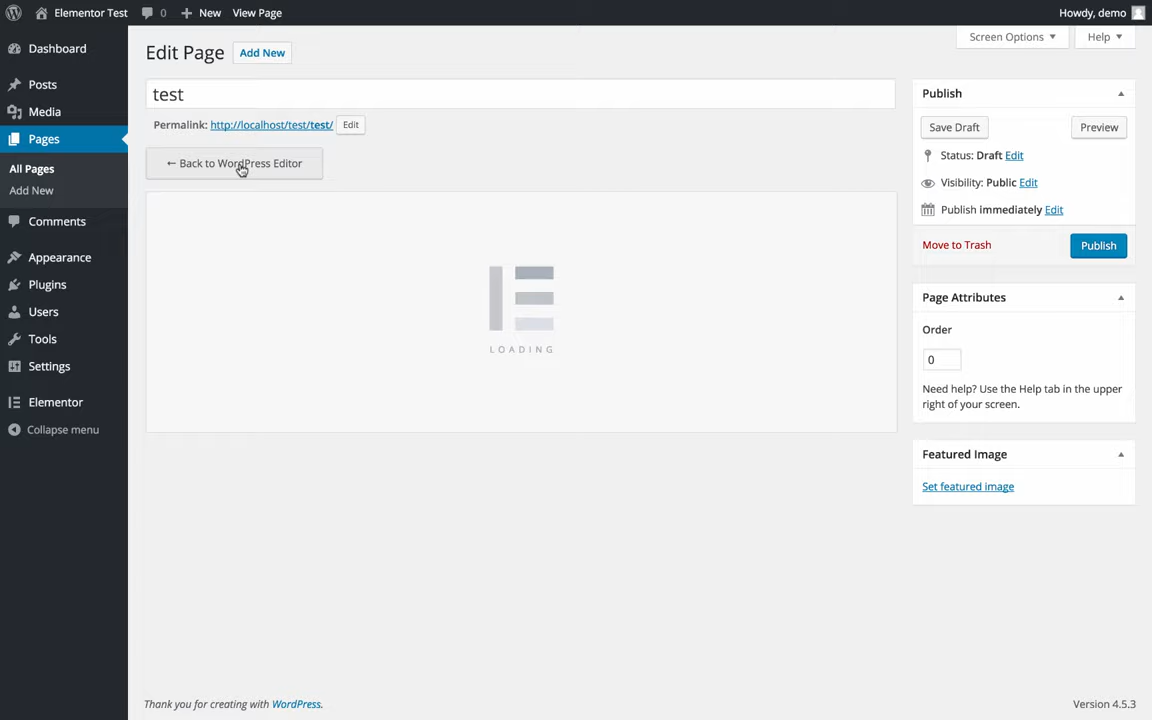 Elementor Test 0 New View Page Howdy, demo
Dashboard
Posts
Media
Pages
All Pages
Add New
Comments
Appearance
Plugins
Users
Tools
Settings
Elementor
Collapse menu
Screen Options Help
Edit Page Add New
test
Permalink: http://localhost/test/test/ Edit
← Back to WordPress Editor
LOADING
Publish
Save Draft Preview
Status: Draft Edit
Visibility: Public Edit
Publish immediately Edit
Move to Trash Publish
Page Attributes
Order
0
Need help? Use the Help tab in the upper
right of your screen.
Featured Image
Set featured image
Thank you for creating with WordPress. Version 4.5.3